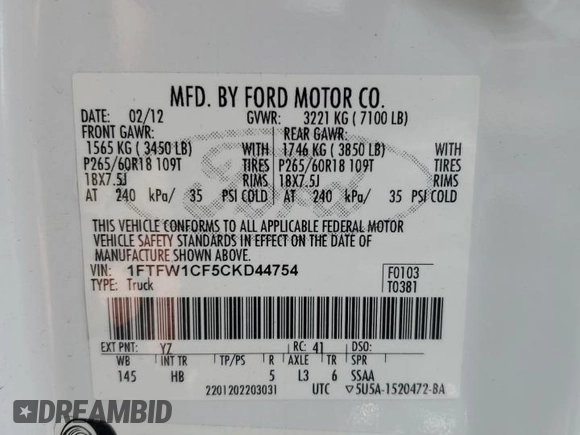 MFD. BY FORD MOTOR CO.
DATE: 02/12 GVWR: 3221 KG ( 7100 LB)
FRONT GAWR: REAR GAWR:
1565 KG ( 3450 LB) WITH 1746 KG ( 3850 LB) WITH
P265/60R18 109T TIRES P265/60R18 109T TIRES
18X7.5J RIMS 18X7.5J RIMS
AT 240 kPa/ 35 PSI COLD AT 240 kPa/ 35 PSI COLD
THIS VEHICLE CONFORMS TO ALL APPLICABLE FEDERAL MOTOR
VEHICLE SAFETY STANDARDS IN EFFECT ON THE DATE OF
MANUFACTURE SHOWN ABOVE.
VIN: 1FTFW1CF5CKD44754 F0103
TYPE: Truck T0381
EXT PNT: YZ RC: 41 DSO:
WB INT TR TP/PS R AXLE TR SPR
145 HB 5 L3 6 SSAA
2201202203031 UTC ▽5U5A-1520472-BA
Ford
DREAMBID